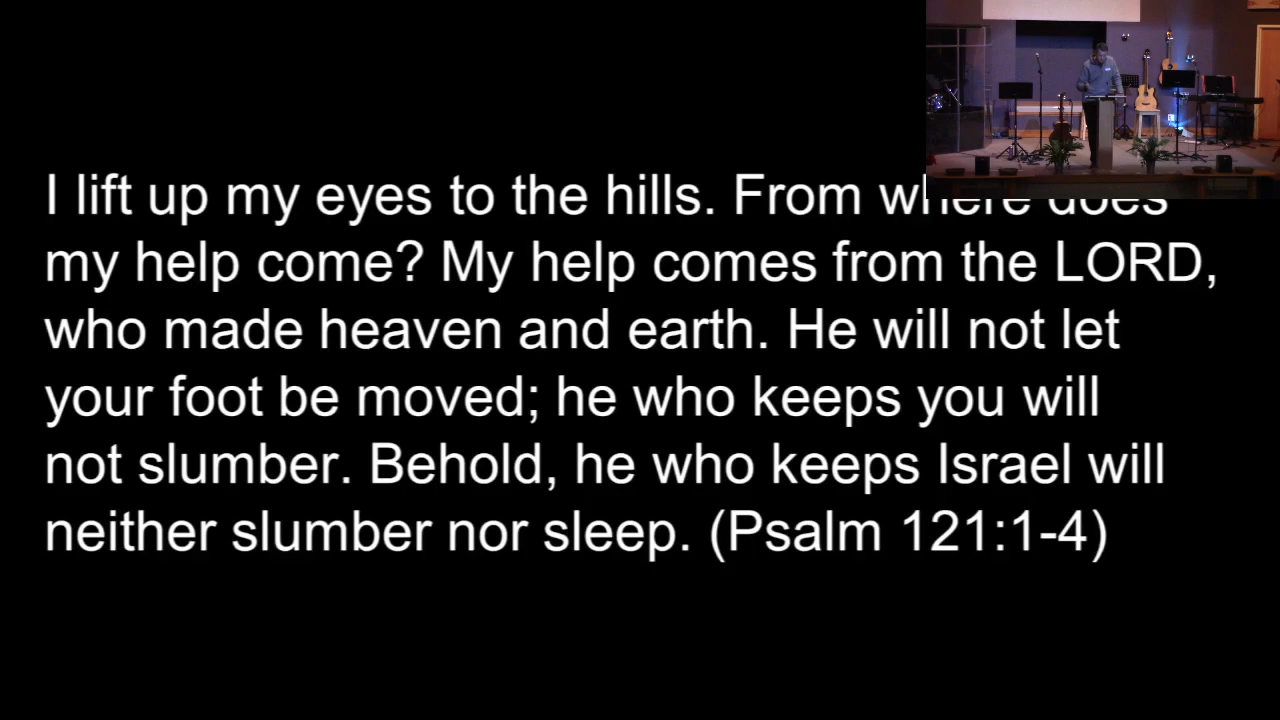 I lift up my eyes to the hills. From where does
my help come? My help comes from the LORD,
who made heaven and earth. He will not let
your foot be moved; he who keeps you will
not slumber. Behold, he who keeps Israel will
neither slumber nor sleep. (Psalm 121:1-4)